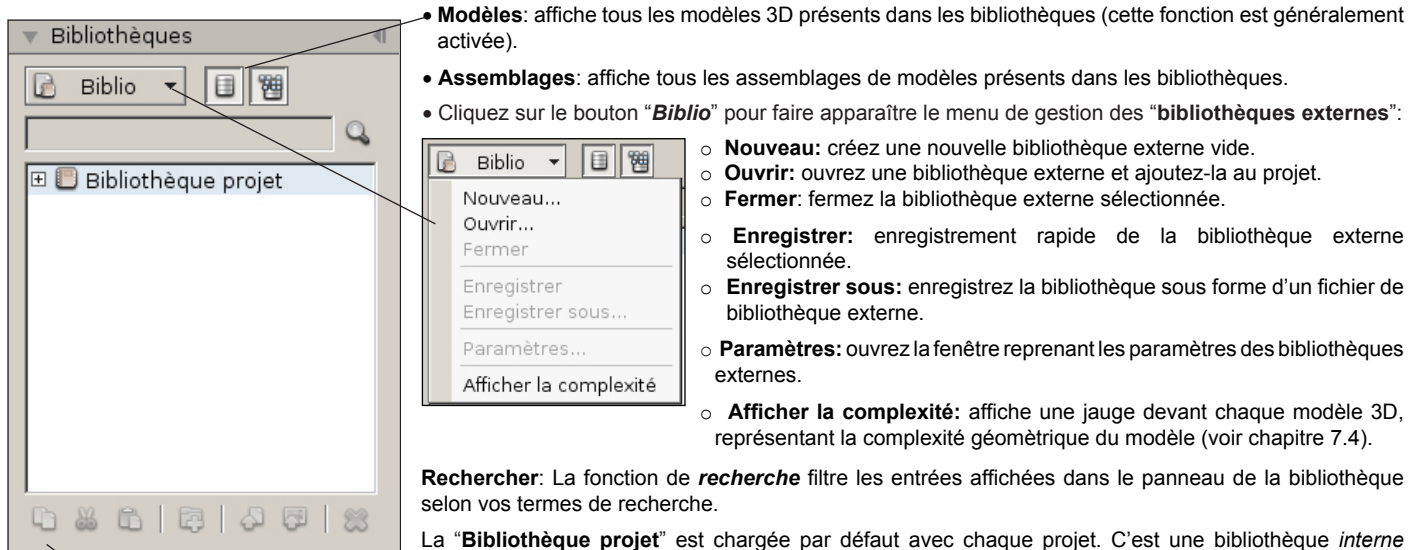 Bibliothèques
Biblio
Bibliothèque projet
• Modèles: affiche tous les modèles 3D présents dans les bibliothèques (cette fonction est généralement
activée).
• Assemblages: affiche tous les assemblages de modèles présents dans les bibliothèques.
• Cliquez sur le bouton “Biblio” pour faire apparaître le menu de gestion des “bibliothèques externes”:
Biblio
Nouveau...
Ouvrir...
Fermer
Enregistrer
Enregistrer sous...
Paramètres...
Afficher la complexité
o Nouveau: créez une nouvelle bibliothèque externe vide.
o Ouvrir: ouvrez une bibliothèque externe et ajoutez-la au projet.
o Fermer: fermez la bibliothèque externe sélectionnée.
o Enregistrer: enregistrement rapide de la bibliothèque externe
sélectionnée.
o Enregistrer sous: enregistrez la bibliothèque sous forme d’un fichier de
bibliothèque externe.
o Paramètres: ouvrez la fenêtre reprenant les paramètres des bibliothèques
externes.
o Afficher la complexité: affiche une jauge devant chaque modèle 3D,
représentant la complexité géomètrique du modèle (voir chapitre 7.4).
Rechercher: La fonction de recherche filtre les entrées affichées dans le panneau de la bibliothèque
selon vos termes de recherche.
La “Bibliothèque projet” est chargée par défaut avec chaque projet. C’est une bibliothèque interne